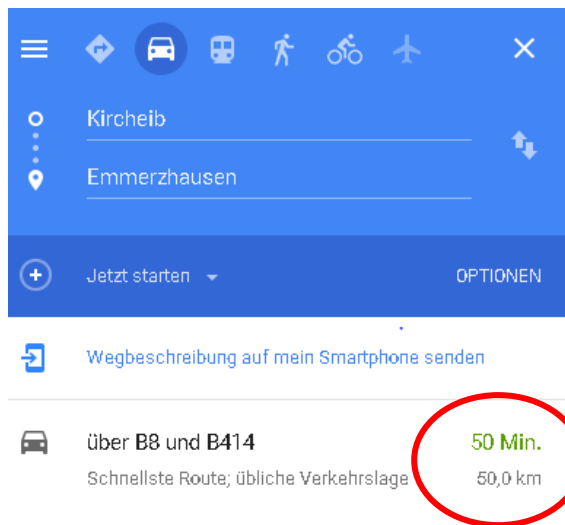 Kircheib
Emmerzhausen
Jetzt starten
OPTIONEN
Wegbeschreibung auf mein Smartphone senden
über B8 und B414
50 Min.
Schnellste Route; übliche Verkehrslage
50,0 km